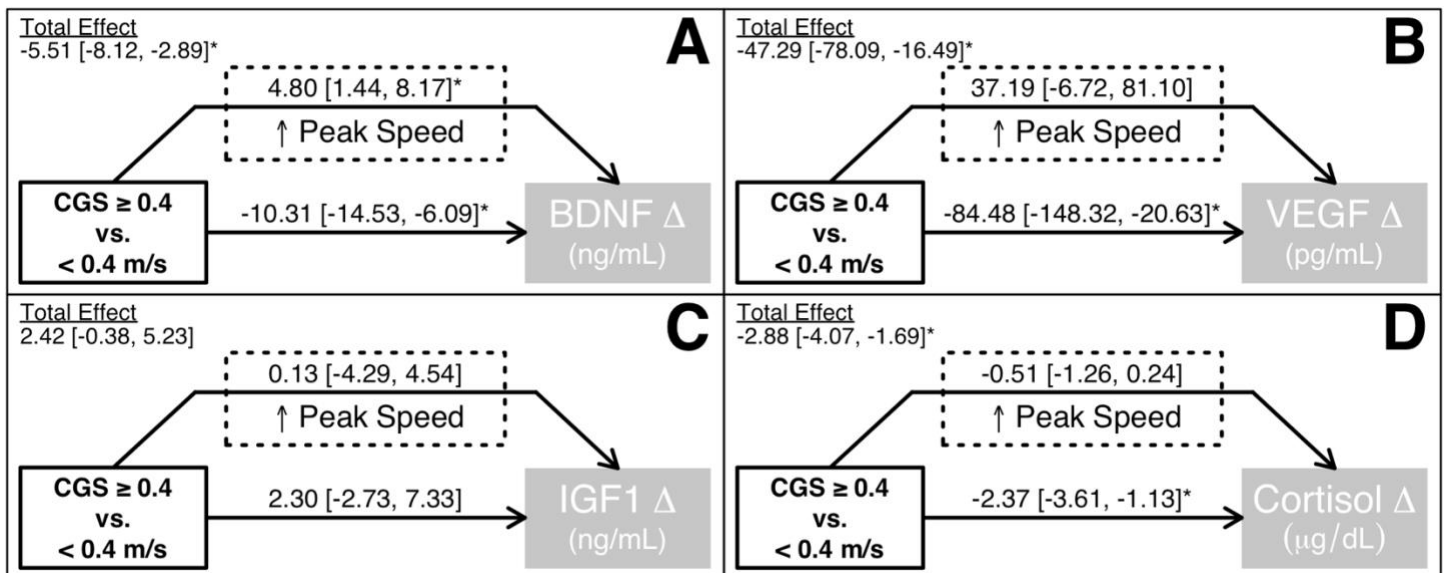 Total Effect
-5.51 [-8.12, -2.89]*
A
4.80 [1.44, 8.17]*
↑ Peak Speed
CGS ≥ 0.4
vs.
< 0.4 m/s
-10.31 [-14.53, -6.09]*
BDNF Δ
(ng/mL)
Total Effect
-47.29 [-78.09, -16.49]*
B
37.19 [-6.72, 81.10]
↑ Peak Speed
CGS ≥ 0.4
vs.
< 0.4 m/s
-84.48 [-148.32, -20.63]*
VEGF Δ
(pg/mL)
Total Effect
2.42 [-0.38, 5.23]
C
0.13 [-4.29, 4.54]
↑ Peak Speed
CGS ≥ 0.4
vs.
< 0.4 m/s
2.30 [-2.73, 7.33]
IGF1 Δ
(ng/mL)
Total Effect
-2.88 [-4.07, -1.69]*
D
-0.51 [-1.26, 0.24]
↑ Peak Speed
CGS ≥ 0.4
vs.
< 0.4 m/s
-2.37 [-3.61, -1.13]*
Cortisol Δ
(μg/dL)